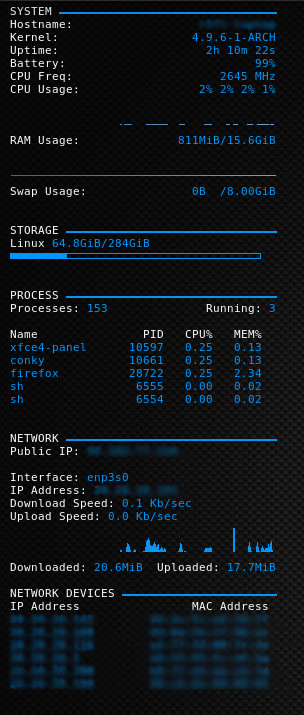 SYSTEM
Hostname:
Kernel: 4.9.6-1-ARCH
Uptime: 2h 10m 22s
Battery: 99%
CPU Freq: 2645 MHz
CPU Usage: 2% 2% 2% 1%
RAM Usage: 811MiB/15.6GiB
Swap Usage: 0B /8.00GiB
STORAGE
Linux 64.8GiB/284GiB
PROCESS
Processes: 153 Running: 3
Name PID CPU% MEM%
xfce4-panel 10597 0.25 0.13
conky 10661 0.25 0.13
firefox 28722 0.25 2.34
sh 6555 0.00 0.02
sh 6554 0.00 0.02
NETWORK
Public IP:
Interface: enp3s0
IP Address:
Download Speed: 0.1 Kb/sec
Upload Speed: 0.0 Kb/sec
Downloaded: 20.6MiB Uploaded: 17.7MiB
NETWORK DEVICES
IP Address MAC Address